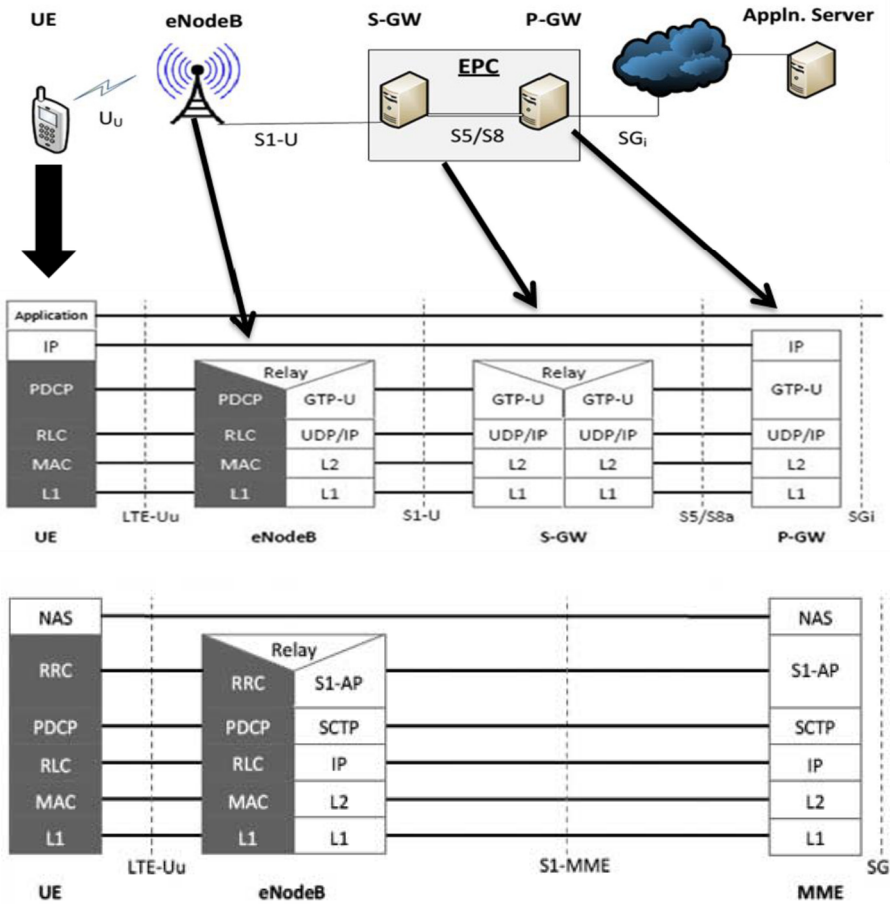 UE eNodeB S-GW P-GW Appln. Server
EPC
UU
S1-U S5/S8 SGi
Application
IP IP
Relay Relay
PDCP PDCP GTP-U GTP-U GTP-U GTP-U
RLC RLC UDP/IP UDP/IP UDP/IP UDP/IP
MAC MAC L2 L2 L2 L2
L1 L1 L1 L1 L1 L1
LTE-Uu S1-U S5/S8a SGi
UE eNodeB S-GW P-GW
NAS NAS
Relay
RRC RRC S1-AP S1-AP
PDCP PDCP SCTP SCTP
RLC RLC IP IP
MAC MAC L2 L2
L1 L1 L1 L1
LTE-Uu S1-MME SG
UE eNodeB MME